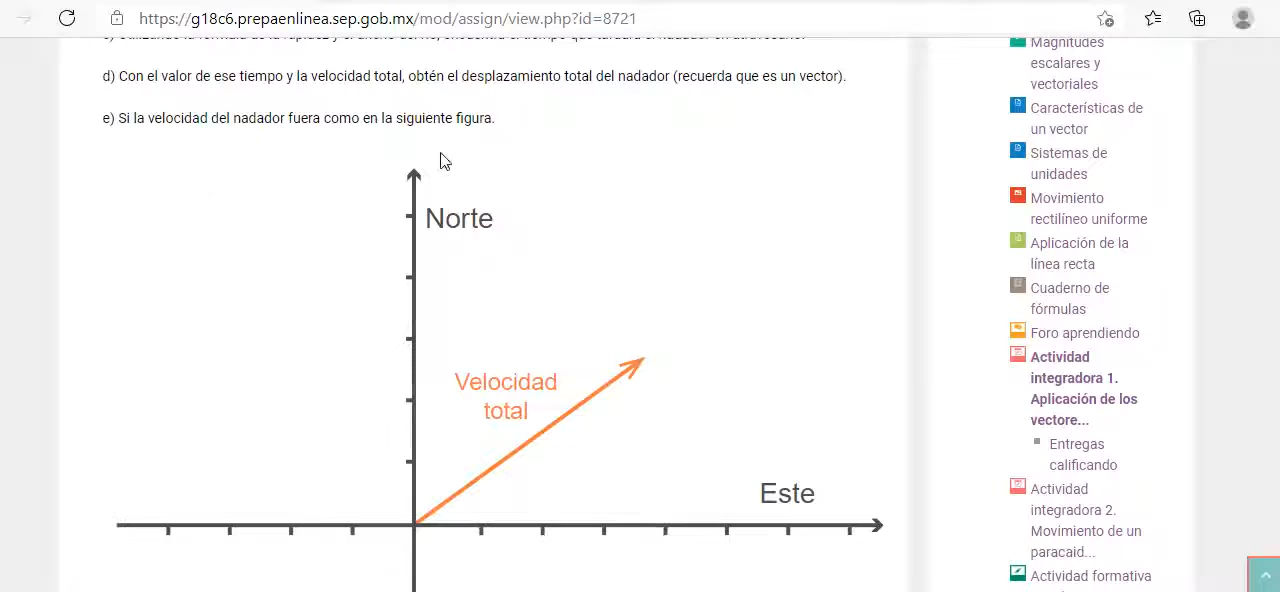 https://g18c6.prepaenlinea.sep.gob.mx/mod/assign/view.php?id=8721
d) Con el valor de ese tiempo y la velocidad total, obtén el desplazamiento total del nadador (recuerda que es un vector).
e) Si la velocidad del nadador fuera como en la siguiente figura.
Norte
Velocidad
total
Este
Magnitudes
escalares y
vectoriales
Características de
un vector
Sistemas de
unidades
Movimiento
rectilíneo uniforme
Aplicación de la
línea recta
Cuaderno de
fórmulas
Foro aprendiendo
Actividad
integradora 1.
Aplicación de los
vectore...
Entregas
calificando
Actividad
integradora 2.
Movimiento de un
paracaid...
Actividad formativa